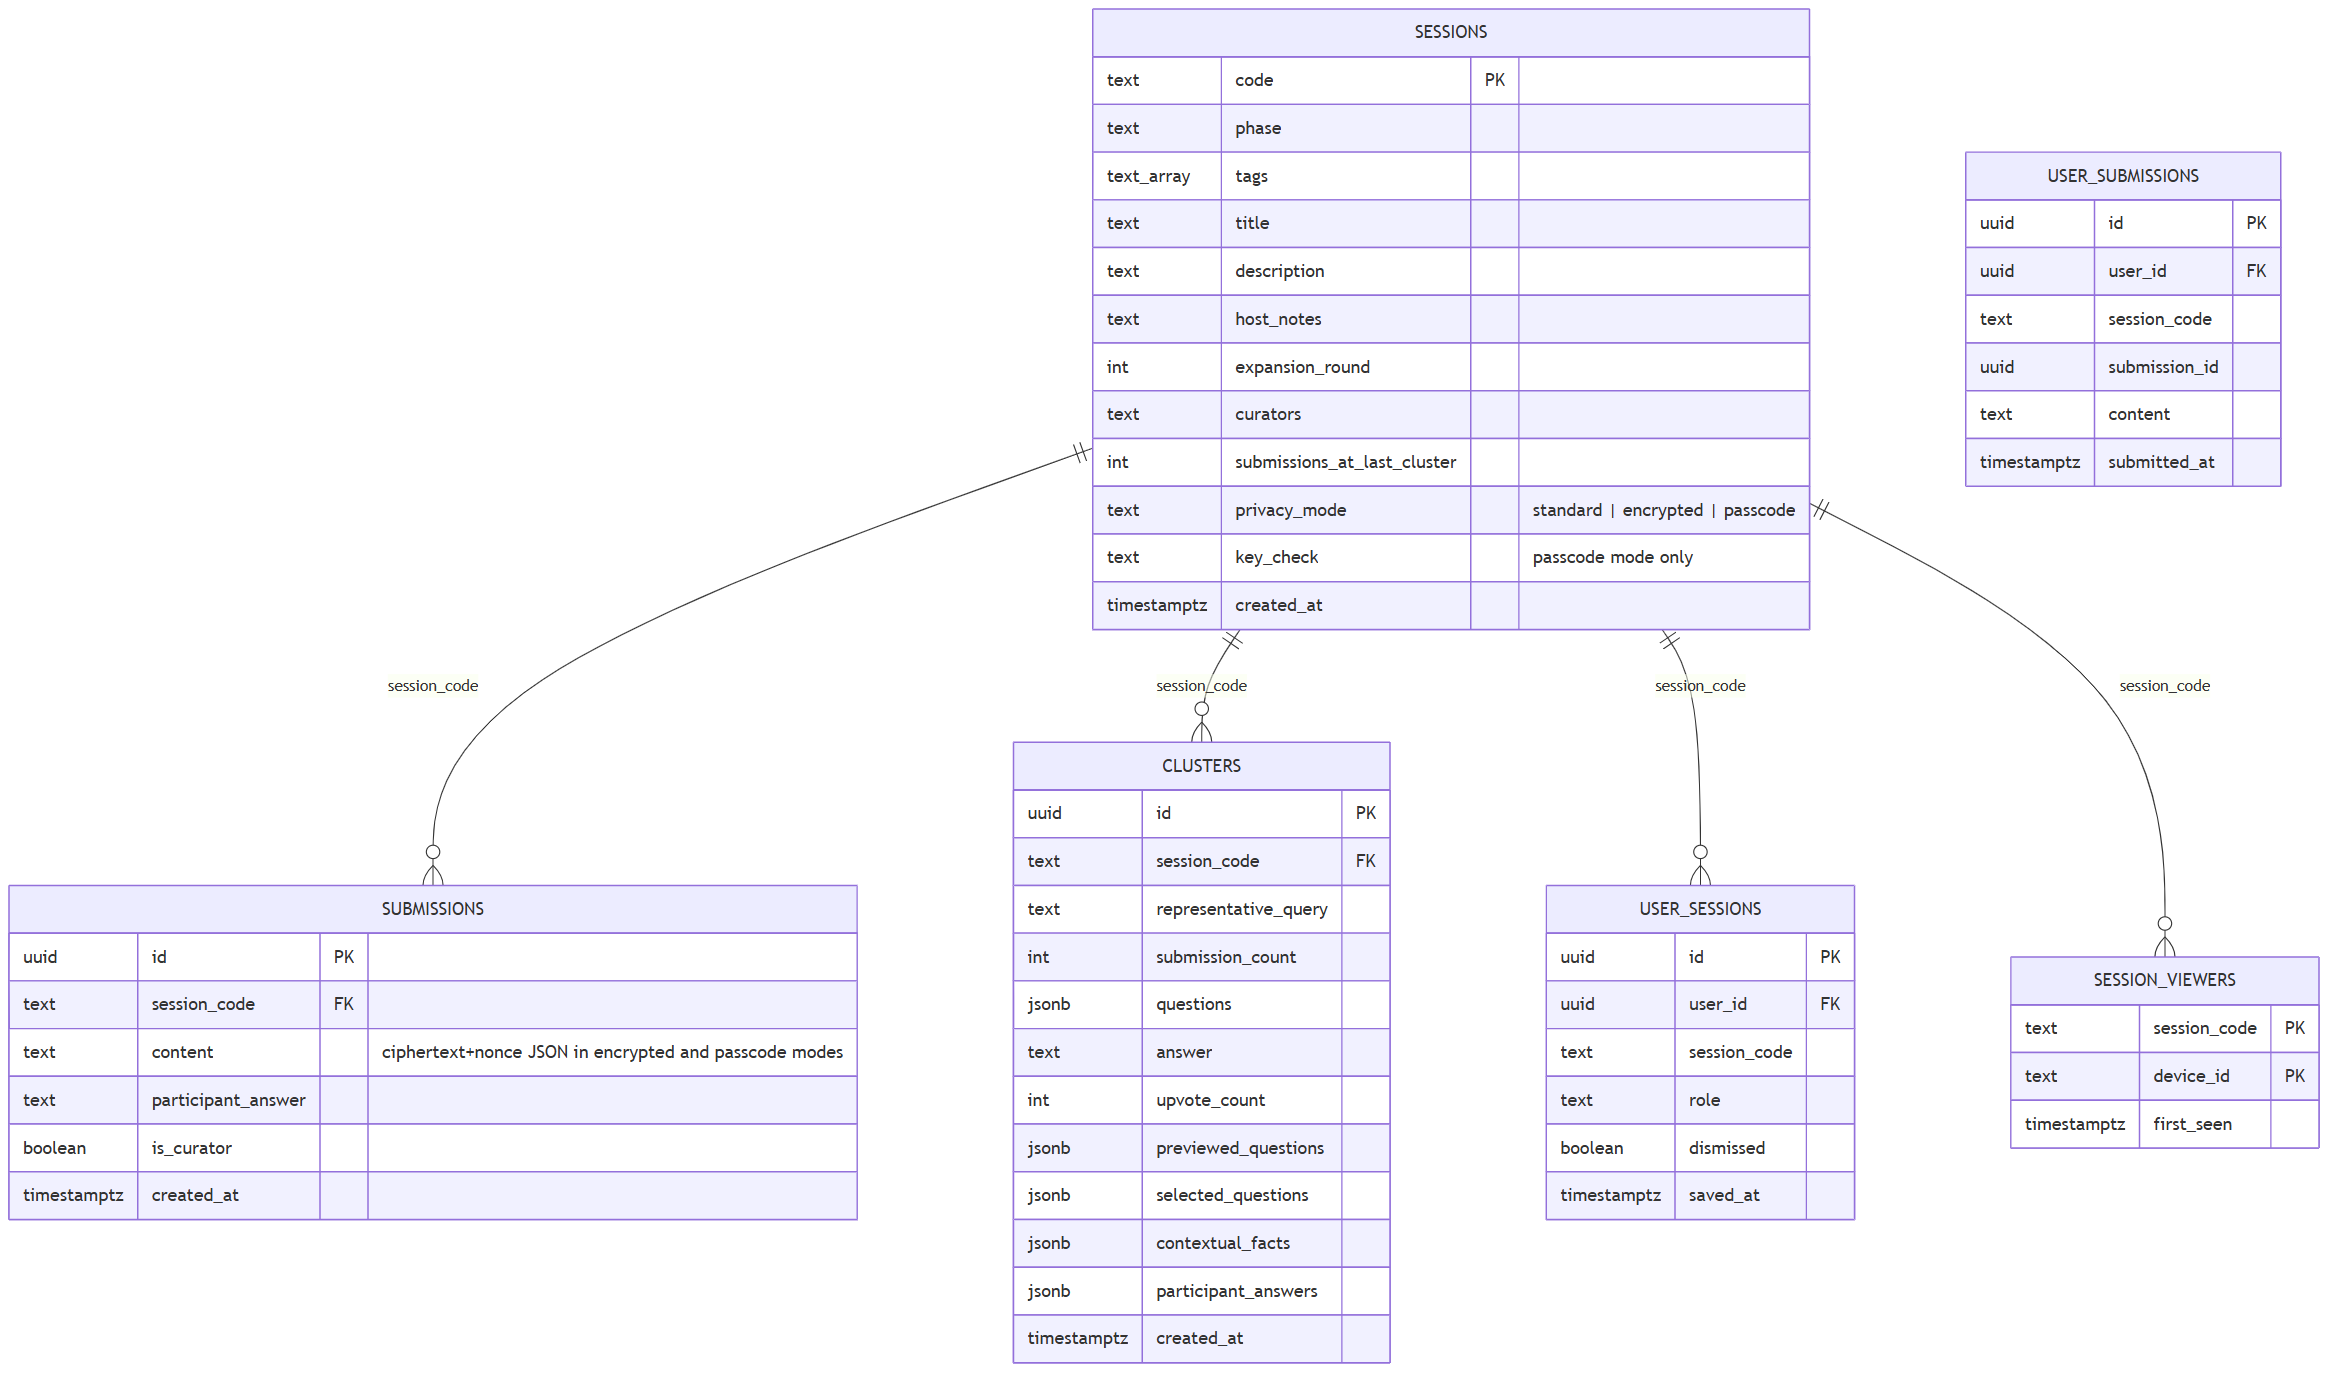 SESSIONS
text code PK
text phase
text_array tags
text title
text description
text host_notes
int expansion_round
text curators
int submissions_at_last_cluster
text privacy_mode standard | encrypted | passcode
text key_check passcode mode only
timestamptz created_at
USER_SUBMISSIONS
uuid id PK
uuid user_id FK
text session_code
uuid submission_id
text content
timestamptz submitted_at
session_code
session_code
session_code
session_code
SUBMISSIONS
uuid id PK
text session_code FK
text content ciphertext+nonce JSON in encrypted and passcode modes
text participant_answer
boolean is_curator
timestamptz created_at
CLUSTERS
uuid id PK
text session_code FK
text representative_query
int submission_count
jsonb questions
text answer
int upvote_count
jsonb previewed_questions
jsonb selected_questions
jsonb contextual_facts
jsonb participant_answers
timestamptz created_at
USER_SESSIONS
uuid id PK
uuid user_id FK
text session_code
text role
boolean dismissed
timestamptz saved_at
SESSION_VIEWERS
text session_code PK
text device_id PK
timestamptz first_seen